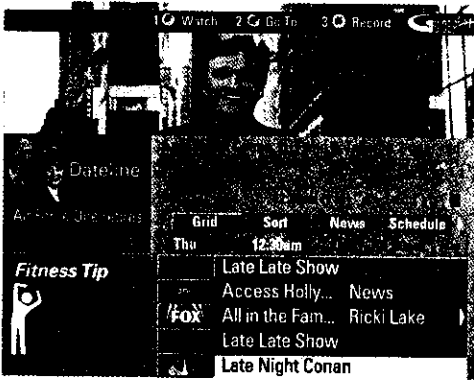 1 Watch 2 Go To 3 Record
Dateline
Grid Sort News Schedule
Thu 12:30am
Fitness Tip
Late Late Show
Access Holly... News
FOX All in the Fam... Ricki Lake
Late Late Show
Late Night Conan